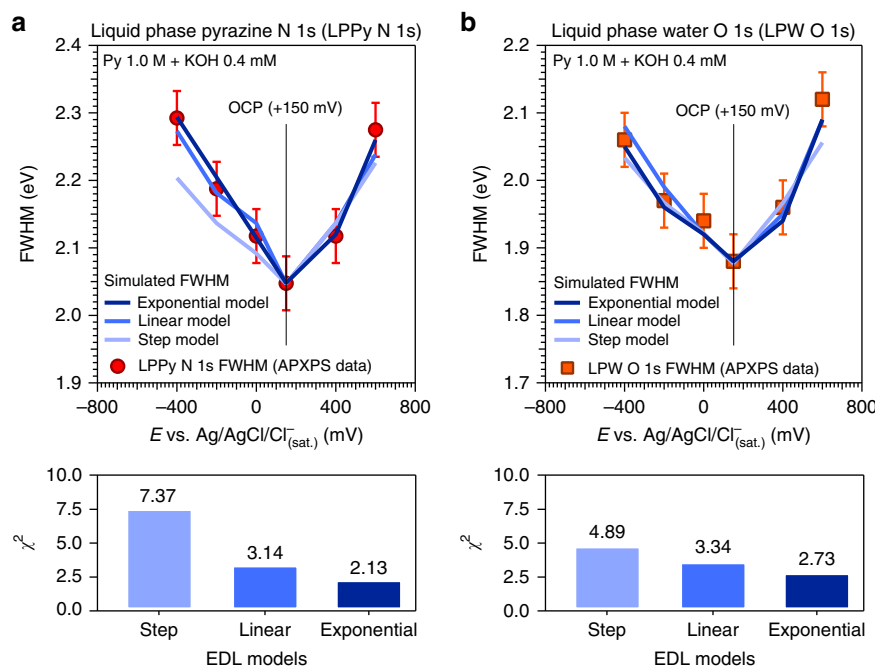 a
Liquid phase pyrazine N 1s (LPPy N 1s)
2.4
2.3
2.2
2.1
2.0
1.9
FWHM (eV)
Py 1.0 M + KOH 0.4 mM
OCP (+150 mV)
Simulated FWHM
Exponential model
Linear model
Step model
LPPy N 1s FWHM (APXPS data)
−800 −400 0 400 800
E vs. Ag/AgCl/Cl⁻(sat.) (mV)
10.0
7.5
5.0
2.5
0.0
χ²
7.37
3.14
2.13
Step Linear Exponential
EDL models
b
Liquid phase water O 1s (LPW O 1s)
2.2
2.1
2.0
1.9
1.8
1.7
FWHM (eV)
Py 1.0 M + KOH 0.4 mM
OCP (+150 mV)
Simulated FWHM
Exponential model
Linear model
Step model
LPW O 1s FWHM (APXPS data)
−800 −400 0 400 800
E vs. Ag/AgCl/Cl⁻(sat.) (mV)
10.0
7.5
5.0
2.5
0.0
χ²
4.89
3.34
2.73
Step Linear Exponential
EDL models